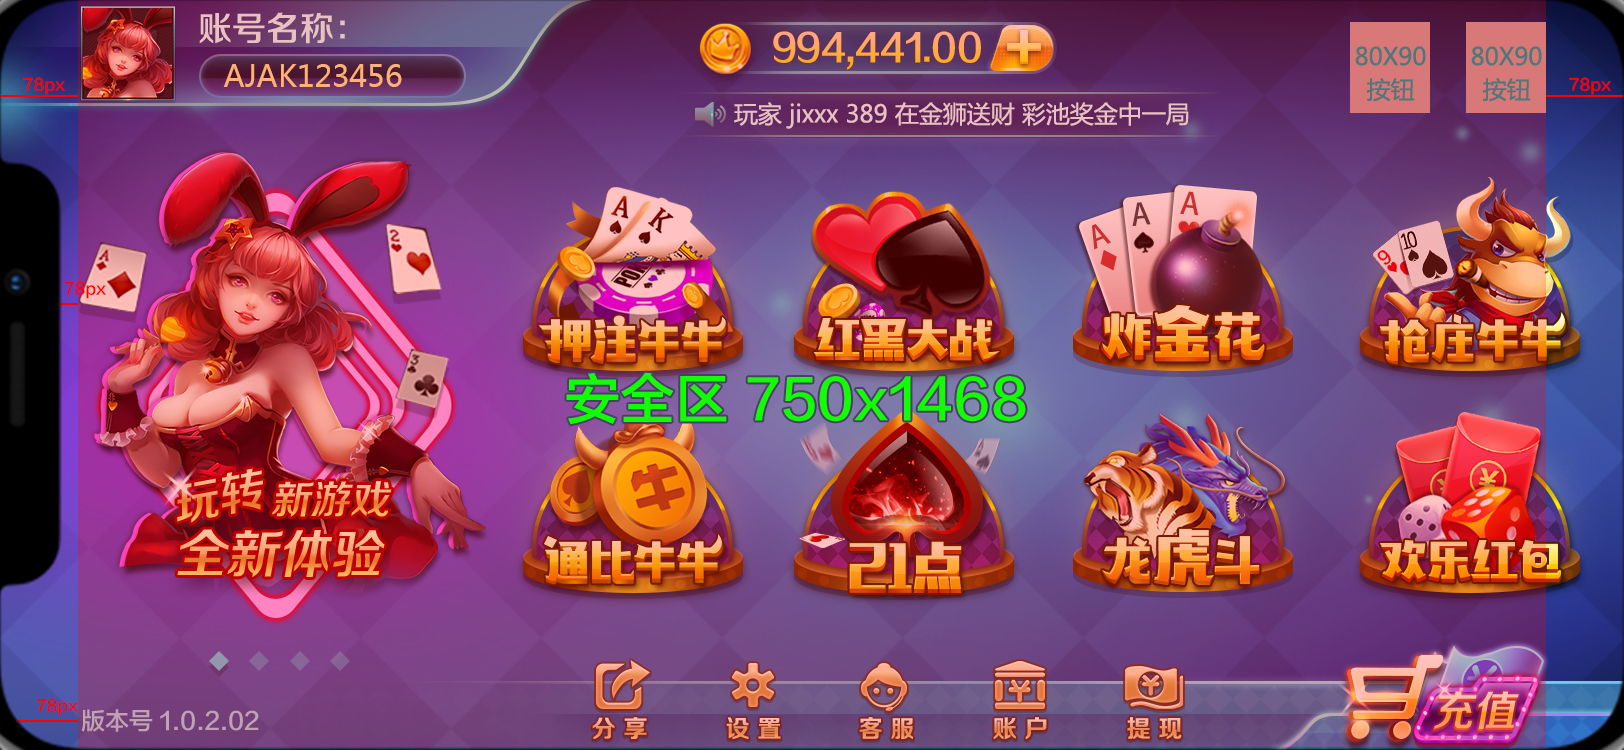 账号名称：
AJAK123456
994,441.00
80X90
按钮
80X90
按钮
78px
78px
玩家 jixxx 389 在金狮送财 彩池奖金中一局
78px
押注牛牛
红黑大战
炸金花
抢庄牛牛
安全区 750x1468
玩转 新游戏
全新体验
通比牛牛
21点
龙虎斗
欢乐红包
78px
版本号 1.0.2.02
分享
设置
客服
账户
提现
充值